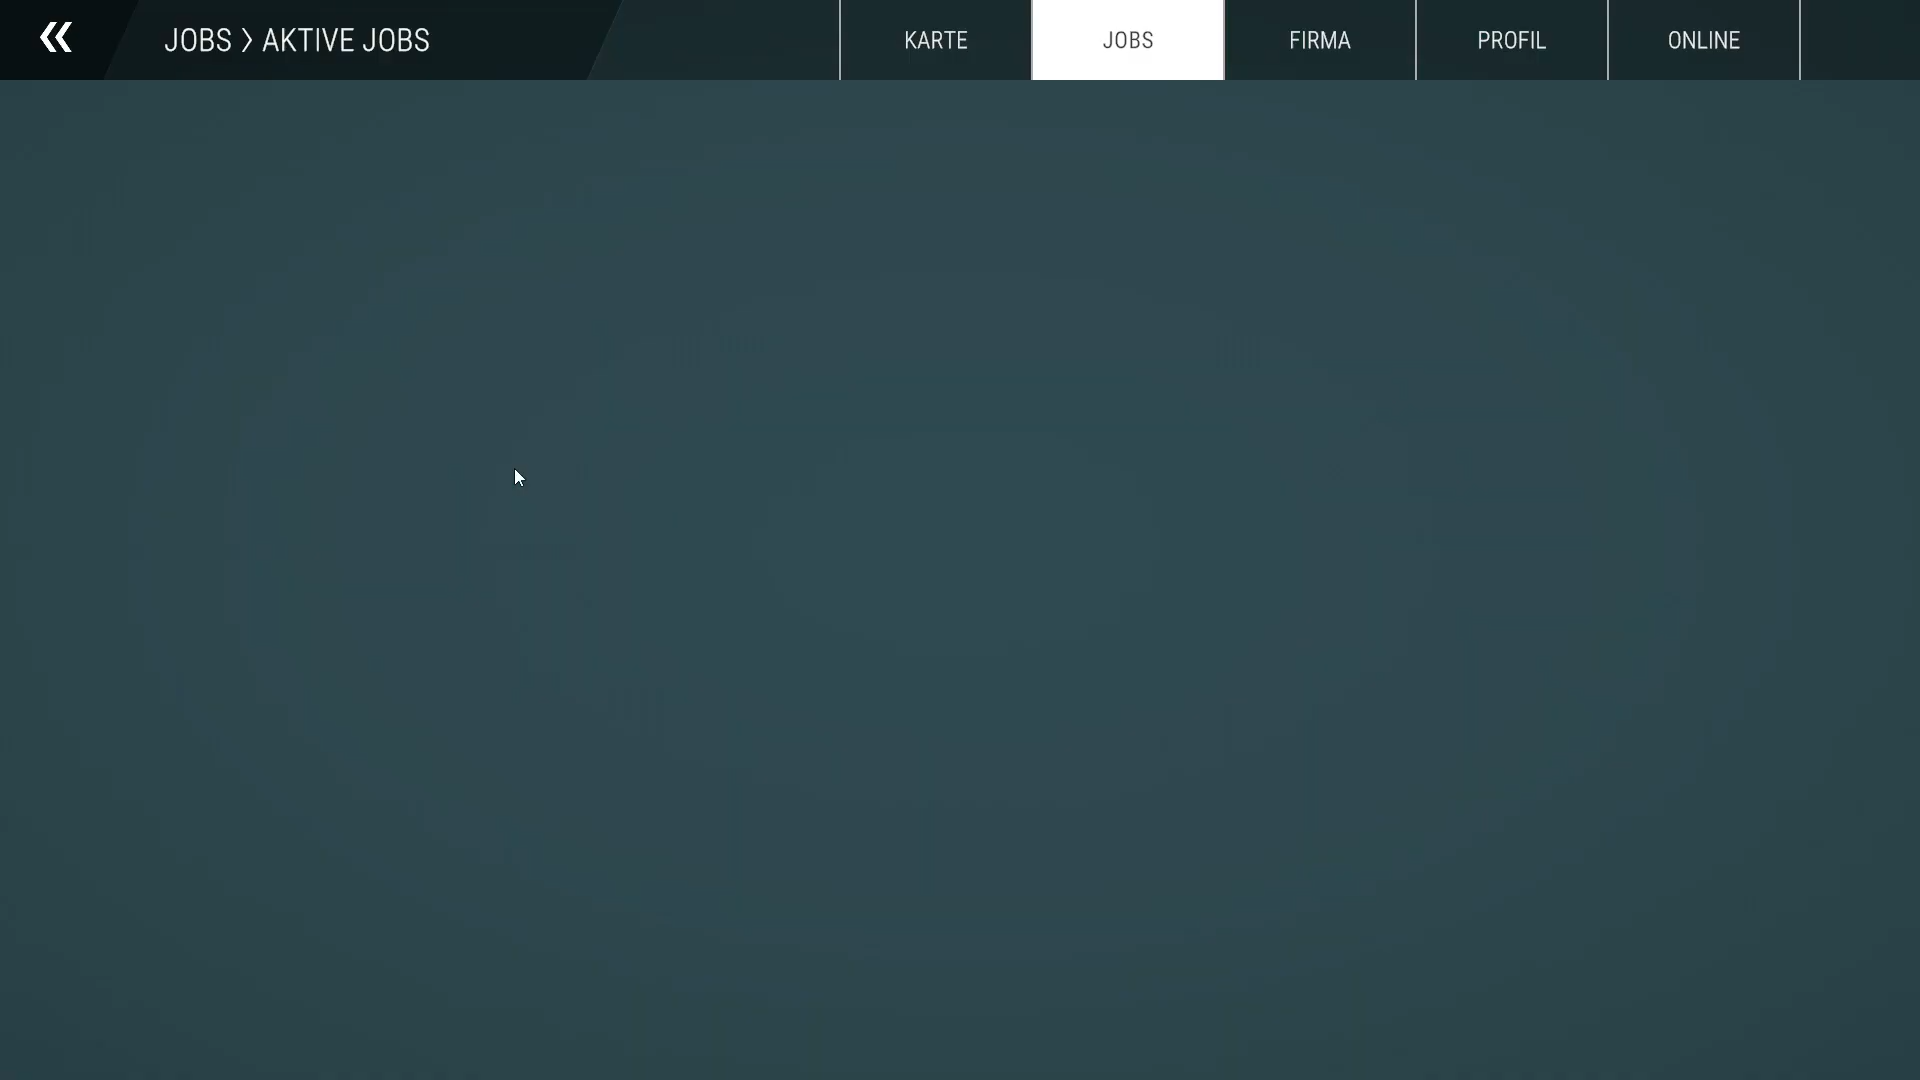 JOBS > AKTIVE JOBS
KARTE
JOBS
FIRMA
PROFIL
ONLINE